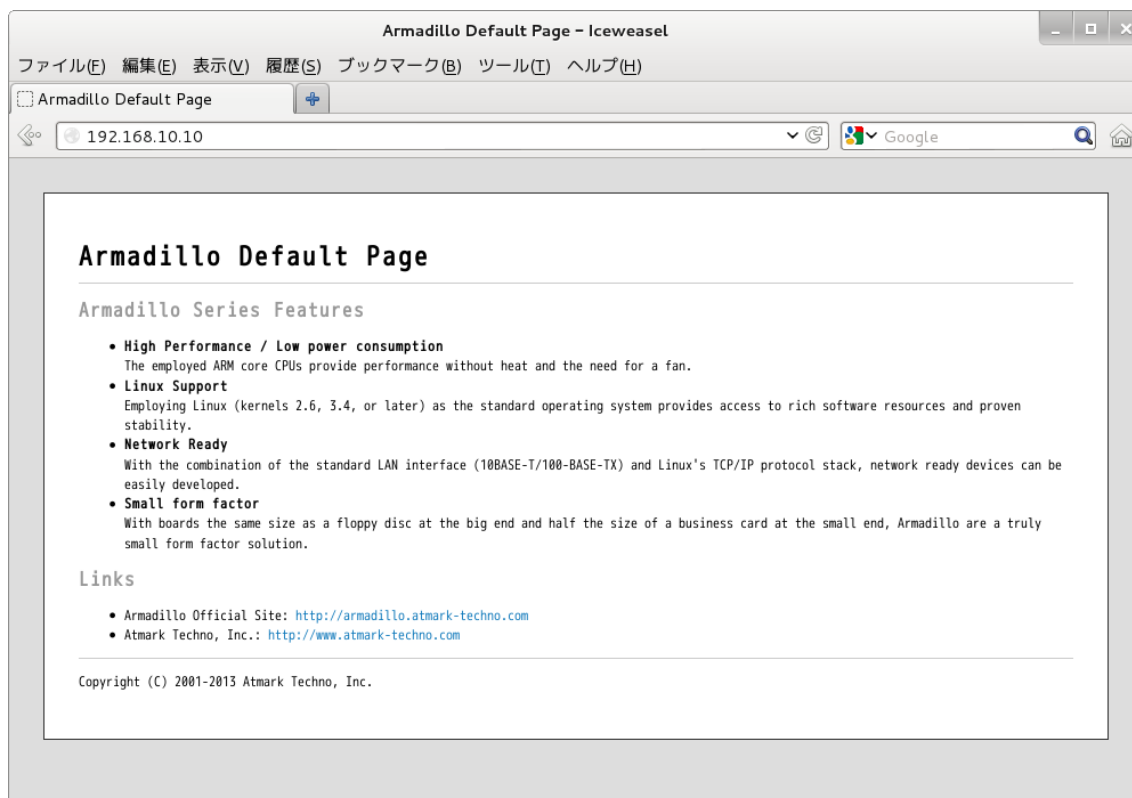 Armadillo Default Page – Iceweasel
ファイル(F) 編集(E) 表示(V) 履歴(S) ブックマーク(B) ツール(T) ヘルプ(H)
Armadillo Default Page
192.168.10.10
Google
Armadillo Default Page
Armadillo Series Features
• High Performance / Low power consumption
The employed ARM core CPUs provide performance without heat and the need for a fan.
• Linux Support
Employing Linux (kernels 2.6, 3.4, or later) as the standard operating system provides access to rich software resources and proven
stability.
• Network Ready
With the combination of the standard LAN interface (10BASE-T/100-BASE-TX) and Linux's TCP/IP protocol stack, network ready devices can be
easily developed.
• Small form factor
With boards the same size as a floppy disc at the big end and half the size of a business card at the small end, Armadillo are a truly
small form factor solution.
Links
• Armadillo Official Site: http://armadillo.atmark-techno.com
• Atmark Techno, Inc.: http://www.atmark-techno.com
Copyright (C) 2001-2013 Atmark Techno, Inc.